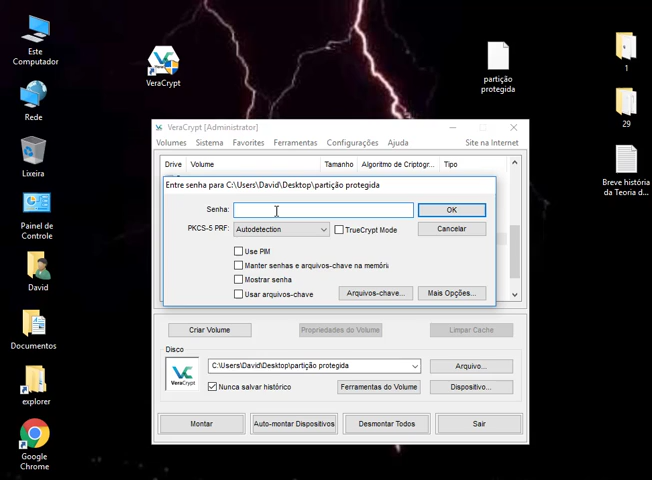 Este
Computador
Rede
Lixeira
Painel de
Controle
David
Documentos
explorer
Google
Chrome
VeraCrypt
partição
protegida
1
29
Breve história
da Teoria d...
VeraCrypt [Administrator]
Volumes Sistema Favorites Ferramentas Configurações Ajuda Site na Internet
Drive Volume Tamanho Algoritmo de Criptogr... Tipo
Entre senha para C:\Users\David\Desktop\partição protegida
Senha: OK
PKCS-5 PRF: Autodetection TrueCrypt Mode Cancelar
Use PIM
Manter senhas e arquivos-chave na memóri
Mostrar senha
Usar arquivos-chave Arquivos-chave... Mais Opções...
Criar Volume Propriedades do Volume Limpar Cache
Disco
C:\Users\David\Desktop\partição protegida Arquivo...
VeraCrypt
Nunca salvar histórico Ferramentas do Volume Dispositivo...
Montar Auto-montar Dispositivos Desmontar Todos Sair